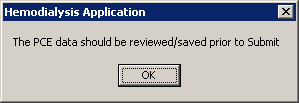 Hemodialysis Application
The PCE data should be reviewed/saved prior to Submit
OK